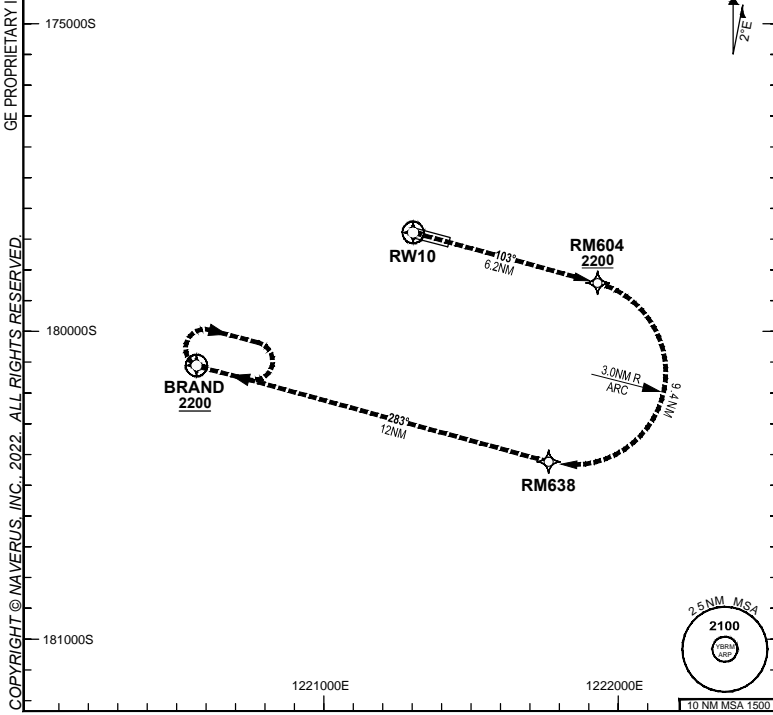 GE PROPRIETARY I
175000S
2°E
RW10
103°
6.2NM
RM604
2200
COPYRIGHT © NAVERUS, INC., 2022. ALL RIGHTS RESERVED.
180000S
BRAND
2200
3.0NM R
ARC
9.4NM
283°
12NM
RM638
25NM MSA
2100
YBRM
ARP
181000S
1221000E
1222000E
10 NM MSA 1500